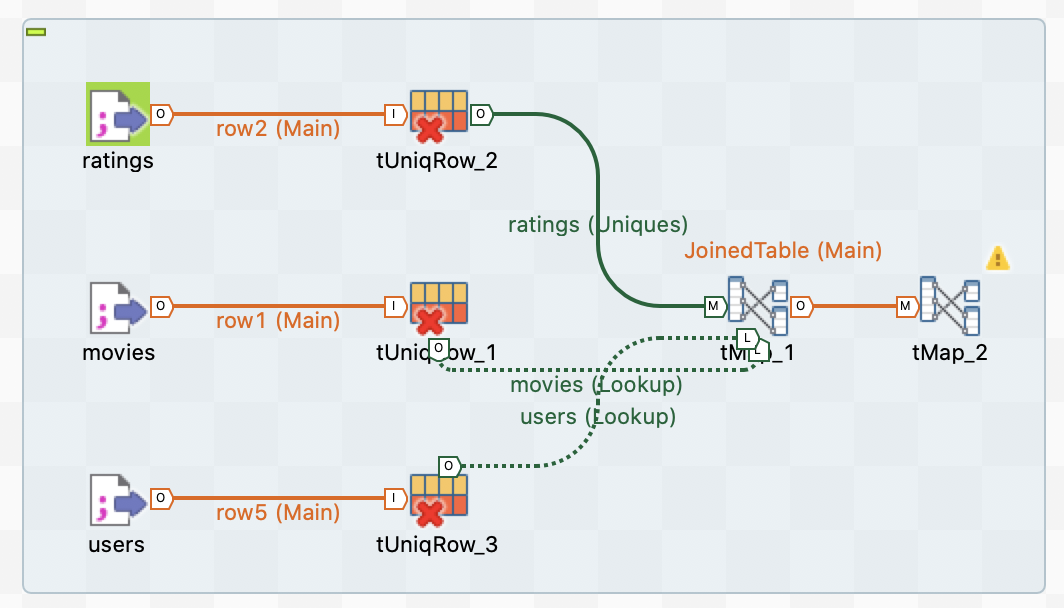 O
row2 (Main)
I
O
ratings
tUniqRow_2
ratings (Uniques)
JoinedTable (Main)
O
row1 (Main)
I
M
O
M
movies
O
tUniqRow_1
L
L
tMap_1
tMap_2
movies (Lookup)
users (Lookup)
O
O
row5 (Main)
I
users
tUniqRow_3